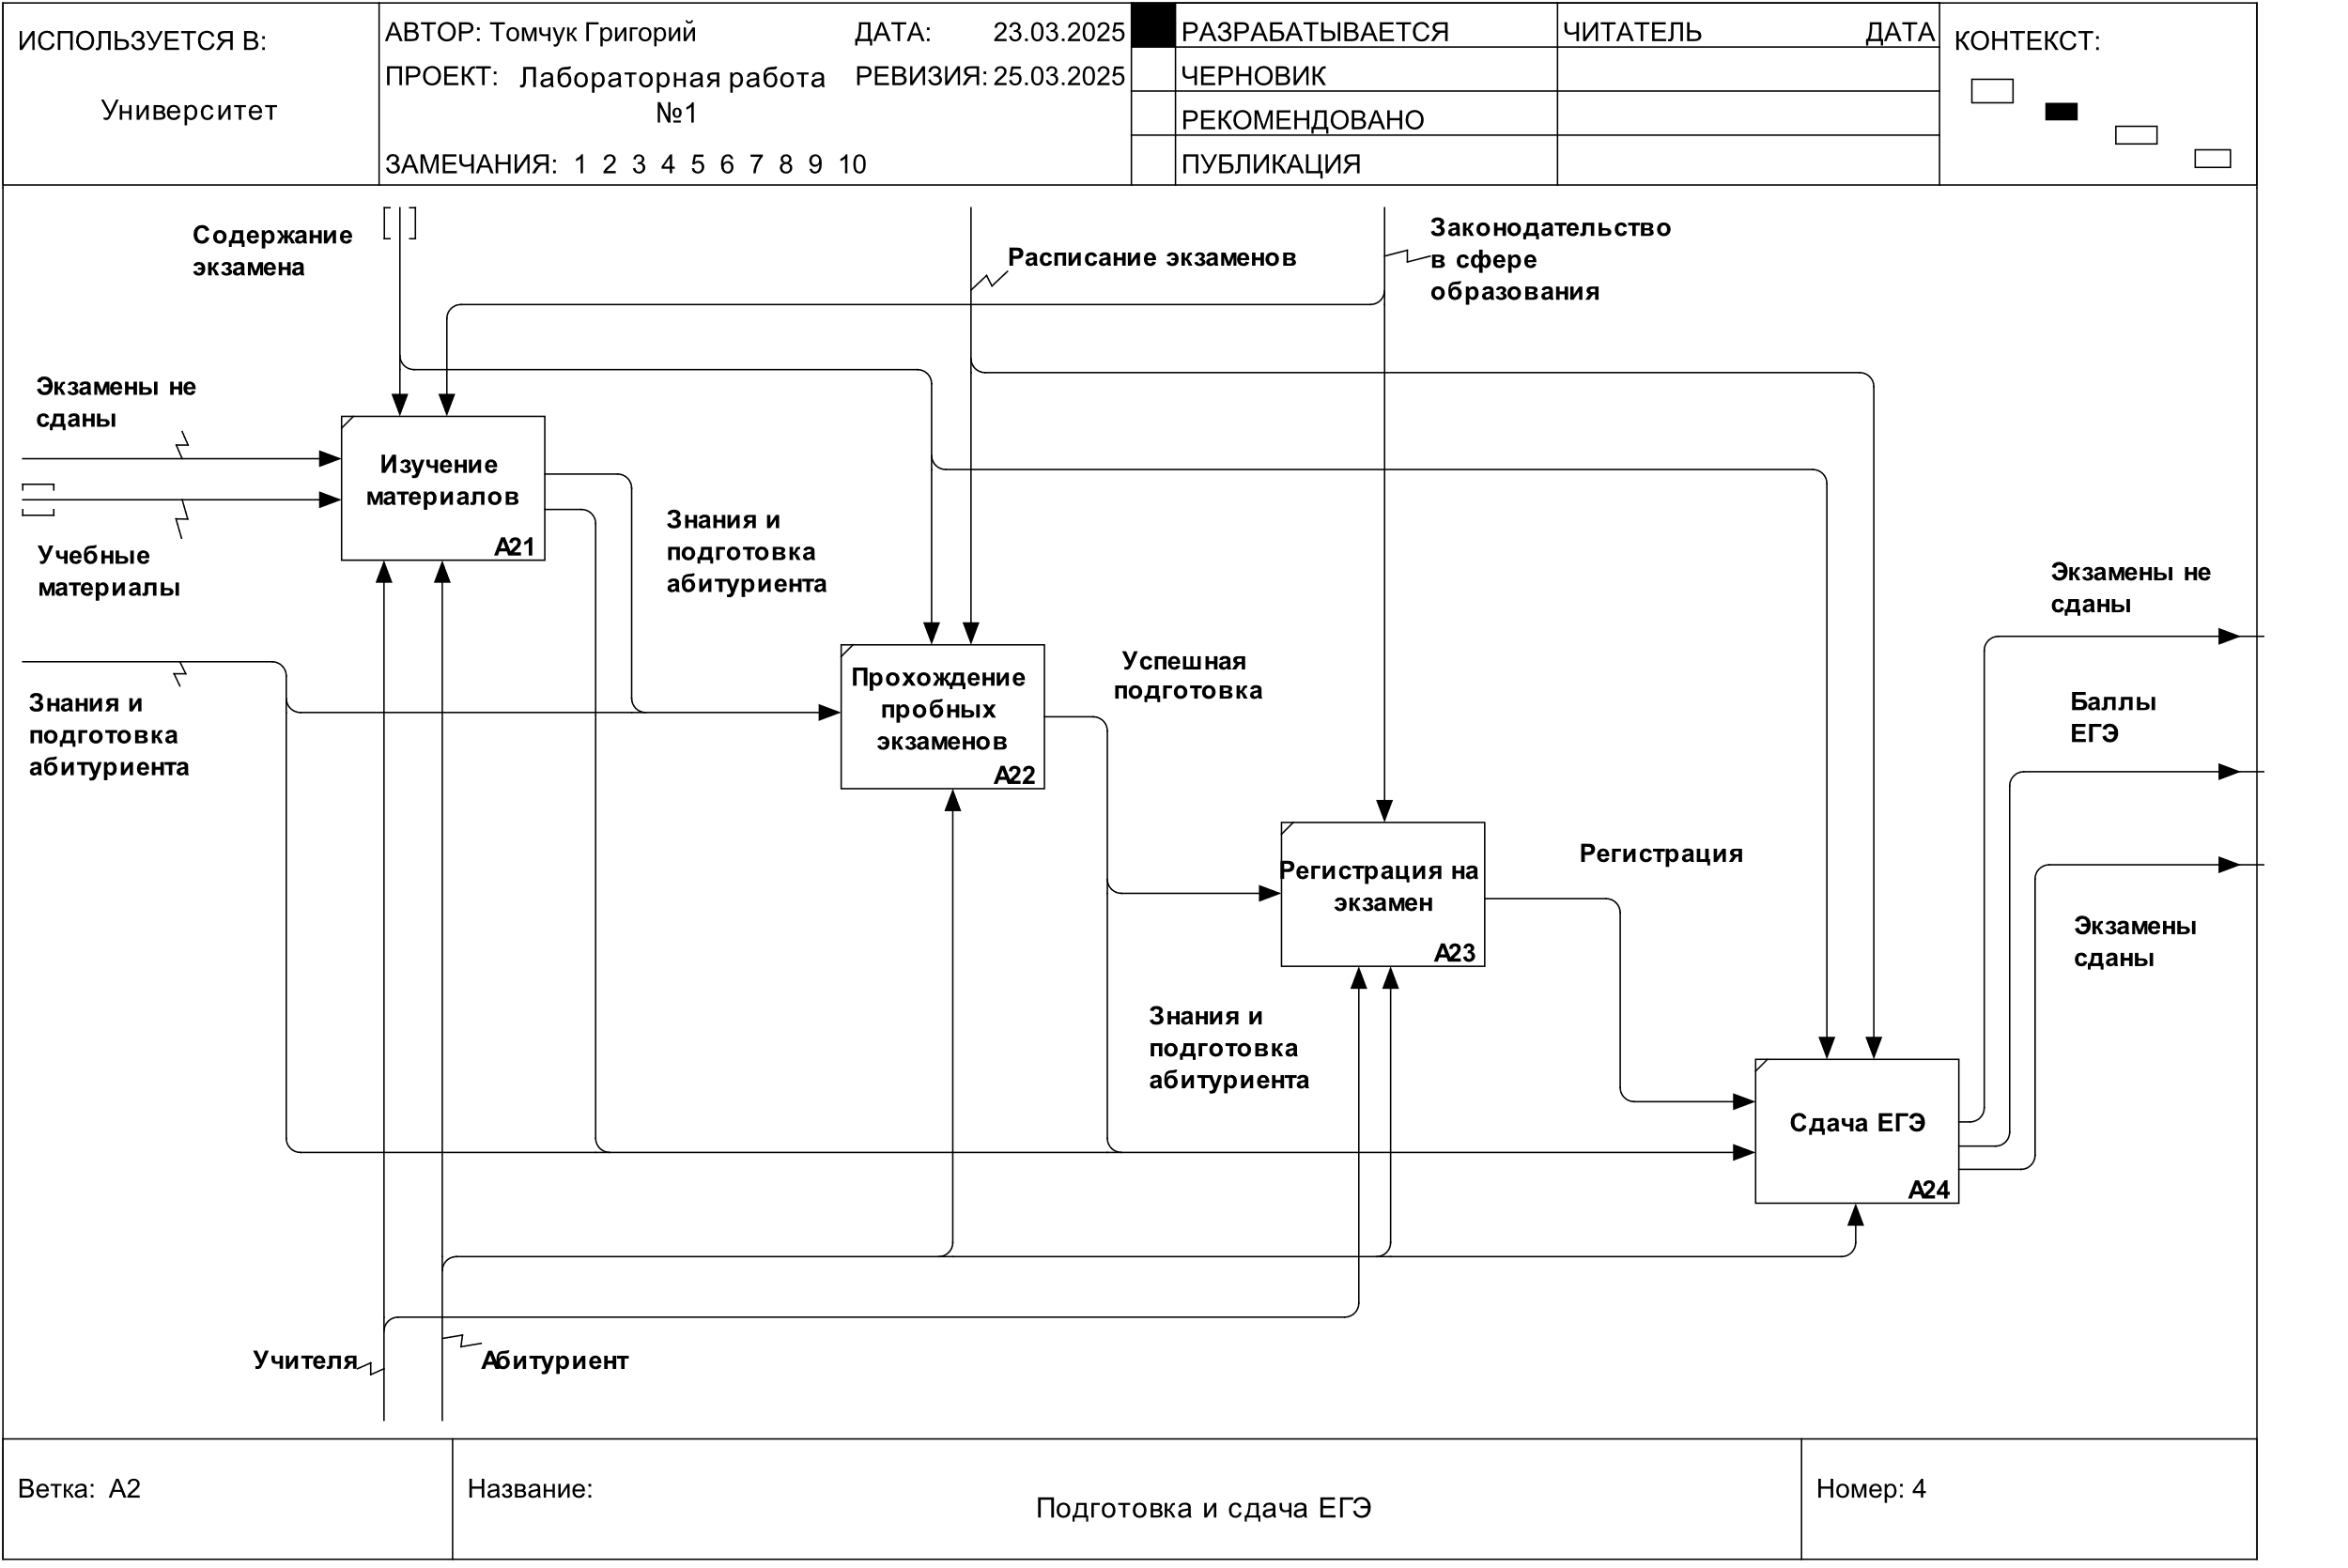 ИСПОЛЬЗУЕТСЯ В:
Университет
АВТОР: Томчук Григорий
ДАТА: 23.03.2025
ПРОЕКТ: Лабораторная работа
№1
РЕВИЗИЯ: 25.03.2025
ЗАМЕЧАНИЯ: 1 2 3 4 5 6 7 8 9 10
РАЗРАБАТЫВАЕТСЯ
ЧЕРНОВИК
РЕКОМЕНДОВАНО
ПУБЛИКАЦИЯ
ЧИТАТЕЛЬ ДАТА
КОНТЕКСТ:
Содержание
экзамена
Расписание экзаменов
Законодательство
в сфере
образования
Экзамены не
сданы
Изучение
материалов
A21
Учебные
материалы
Знания и
подготовка
абитуриента
Знания и
подготовка
абитуриента
Прохождение
пробных
экзаменов
A22
Успешная
подготовка
Экзамены не
сданы
Баллы
ЕГЭ
Регистрация на
экзамен
A23
Регистрация
Экзамены
сданы
Знания и
подготовка
абитуриента
Сдача ЕГЭ
A24
Учителя
Абитуриент
Ветка: A2
Название:
Подготовка и сдача ЕГЭ
Номер: 4